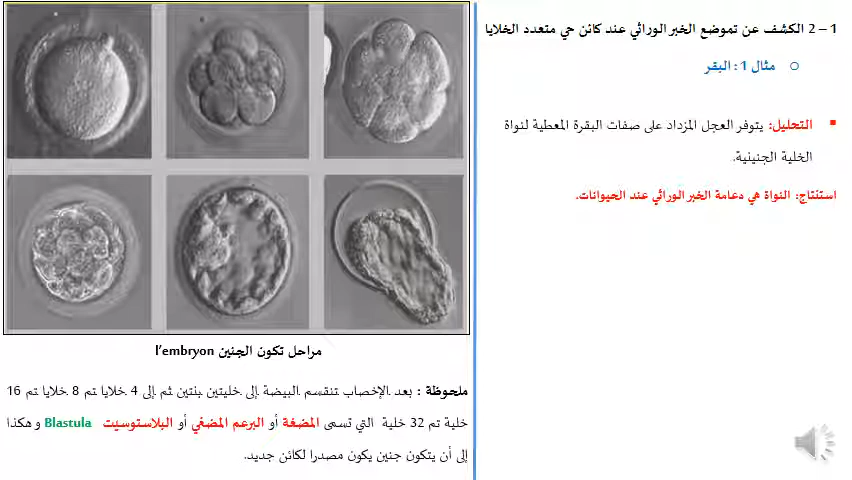 1 – 2 الكشف عن تموضع الخبر الوراثي عند كائن حي متعدد الخلايا
مثال 1: البقر
التحليل: يتوفر العجل المزداد على صفات البقرة المعطية لنواة
الخلية الجنينية.
استنتاج: النواة هي دعامة الخبر الوراثي عند الحيوانات.
مراحل تكون الجنين l'embryon
ملحوظة : بعد الإخصاب تنقسم البيضة إلى خليتين بنتين ثم إلى 4 خلايا تم 8 خلايا تم 16
خلية تم 32 خلية التي تسمى المضغة أو البرعم المضغي أو البلاستوسيت Blastula و هكذا
إلى أن يتكون جنين يكون مصدرا لكائن جديد.